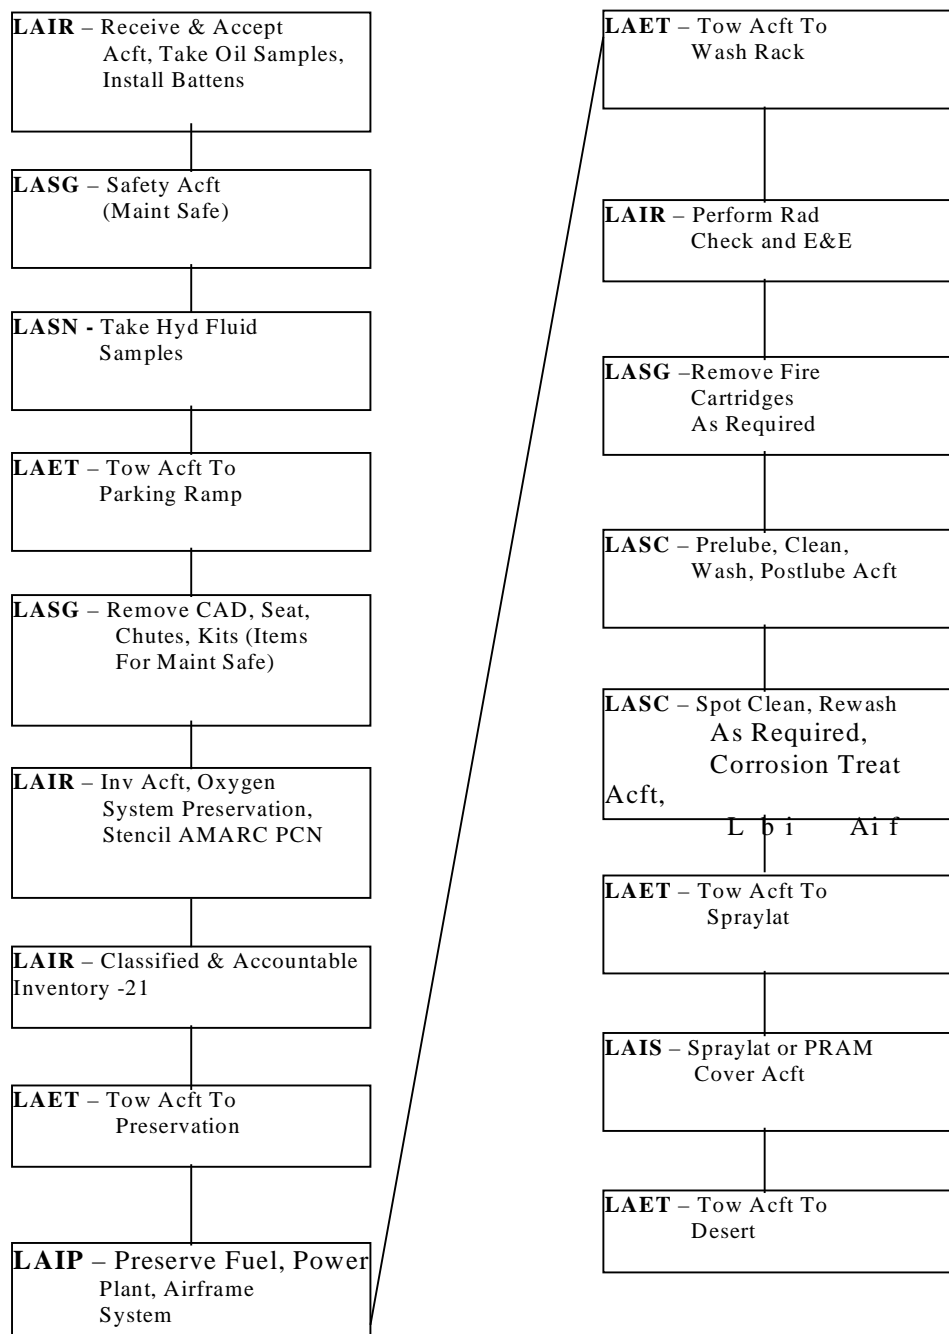 LAIR – Receive & Accept
Acft, Take Oil Samples,
Install Battens
LASG – Safety Acft
(Maint Safe)
LASN - Take Hyd Fluid
Samples
LAET – Tow Acft To
Parking Ramp
LASG – Remove CAD, Seat,
Chutes, Kits (Items
For Maint Safe)
LAIR – Inv Acft, Oxygen
System Preservation,
Stencil AMARC PCN
LAIR – Classified & Accountable
Inventory -21
LAET – Tow Acft To
Preservation
LAIP – Preserve Fuel, Power
Plant, Airframe
System
LAET – Tow Acft To
Wash Rack
LAIR – Perform Rad
Check and E&E
LASG –Remove Fire
Cartridges
As Required
LASC – Prelube, Clean,
Wash, Postlube Acft
LASC – Spot Clean, Rewash
As Required,
Corrosion Treat
Acft,
LAET – Tow Acft To
Spraylat
LAIS – Spraylat or PRAM
Cover Acft
LAET – Tow Acft To
Desert